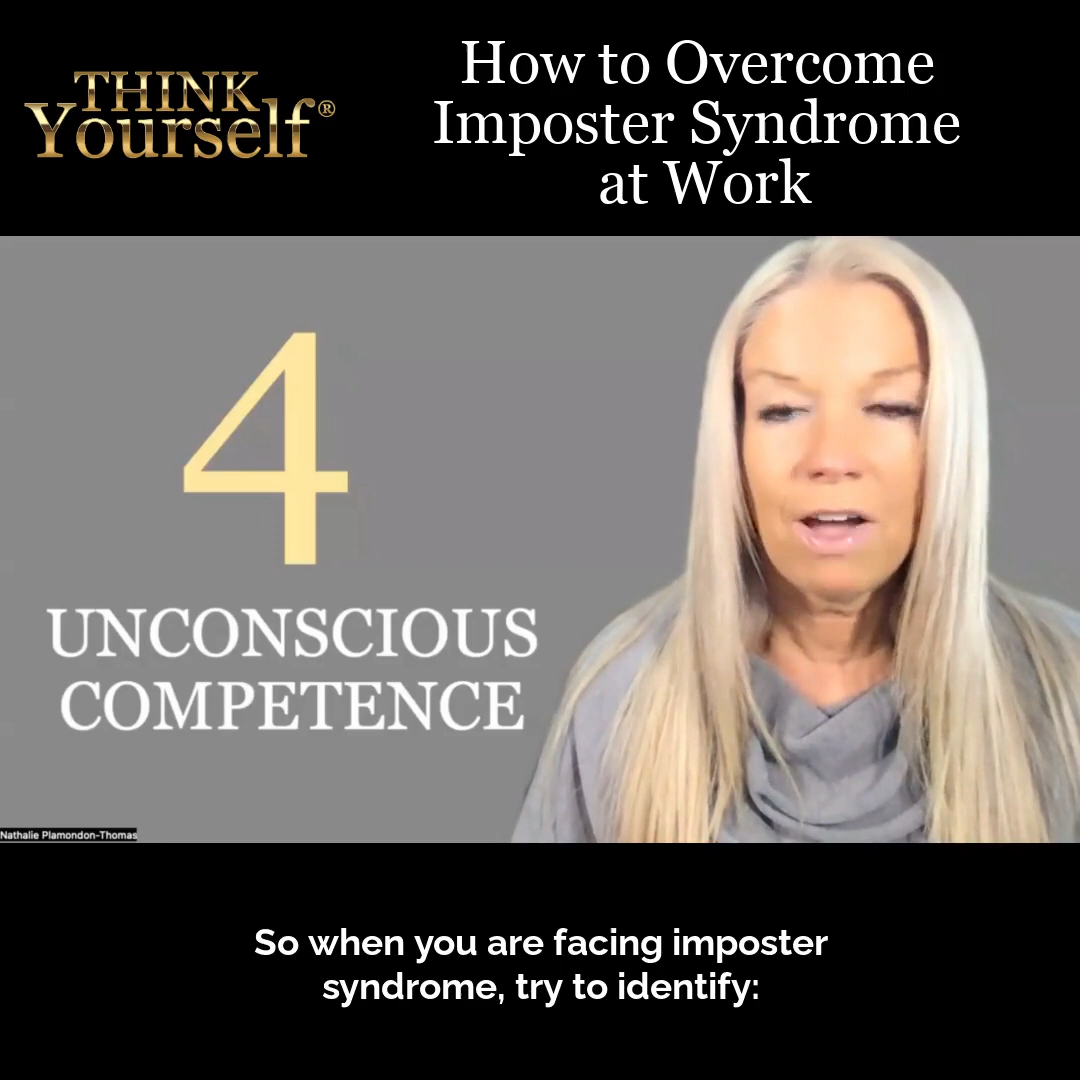 THINK
Yourself®
How to Overcome
Imposter Syndrome
at Work
4
UNCONSCIOUS
COMPETENCE
Nathalie Plamondon-Thomas
So when you are facing imposter
syndrome, try to identify: